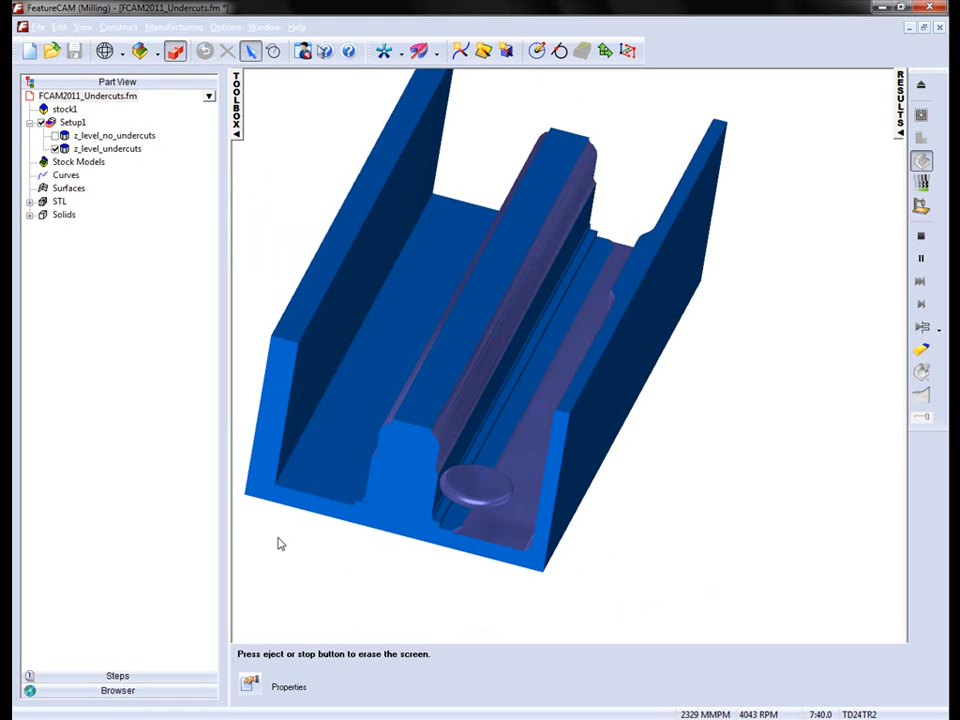 FeatureCAM (Milling) - [FCAM2011_Undercuts.fm *]
File Edit View Construct Manufacturing Options Window Help
Part View
FCAM2011_Undercuts.fm
stock1
Setup1
z_level_no_undercuts
z_level_undercuts
Stock Models
Curves
Surfaces
STL
Solids
TOOLBOX
RESULTS
Steps
Browser
Press eject or stop button to erase the screen.
Properties
2329 MMPM 4043 RPM 7:40.0 TD24TR2